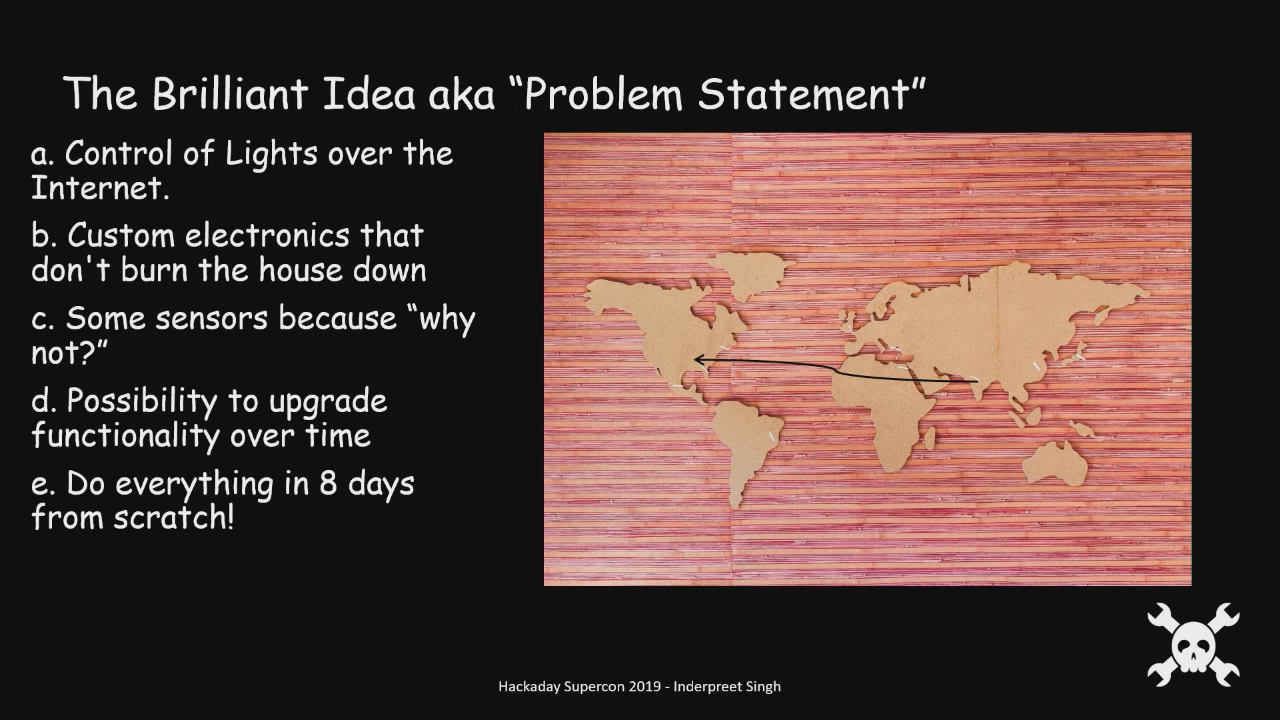 The Brilliant Idea aka “Problem Statement”
a. Control of Lights over the
Internet.
b. Custom electronics that
don't burn the house down
c. Some sensors because “why
not?”
d. Possibility to upgrade
functionality over time
e. Do everything in 8 days
from scratch!
Hackaday Supercon 2019 - Inderpreet Singh